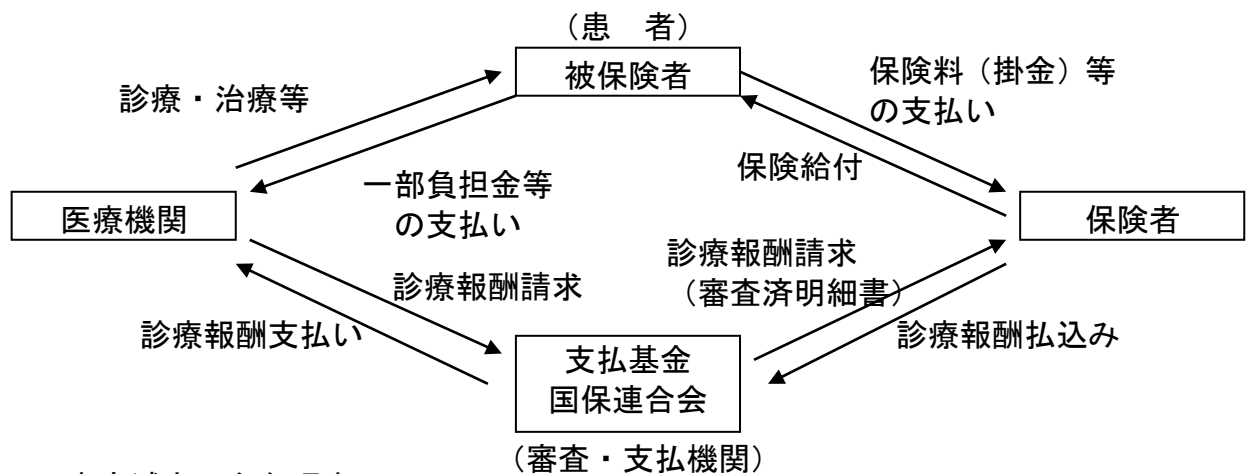 （患　者）
被保険者
保険料（掛金）等
の支払い
診療・治療等
保険給付
一部負担金等
の支払い
医療機関
保険者
診療報酬請求
（審査済明細書）
診療報酬請求
診療報酬支払い
診療報酬払込み
支払基金
国保連合会
（審査・支払機関）